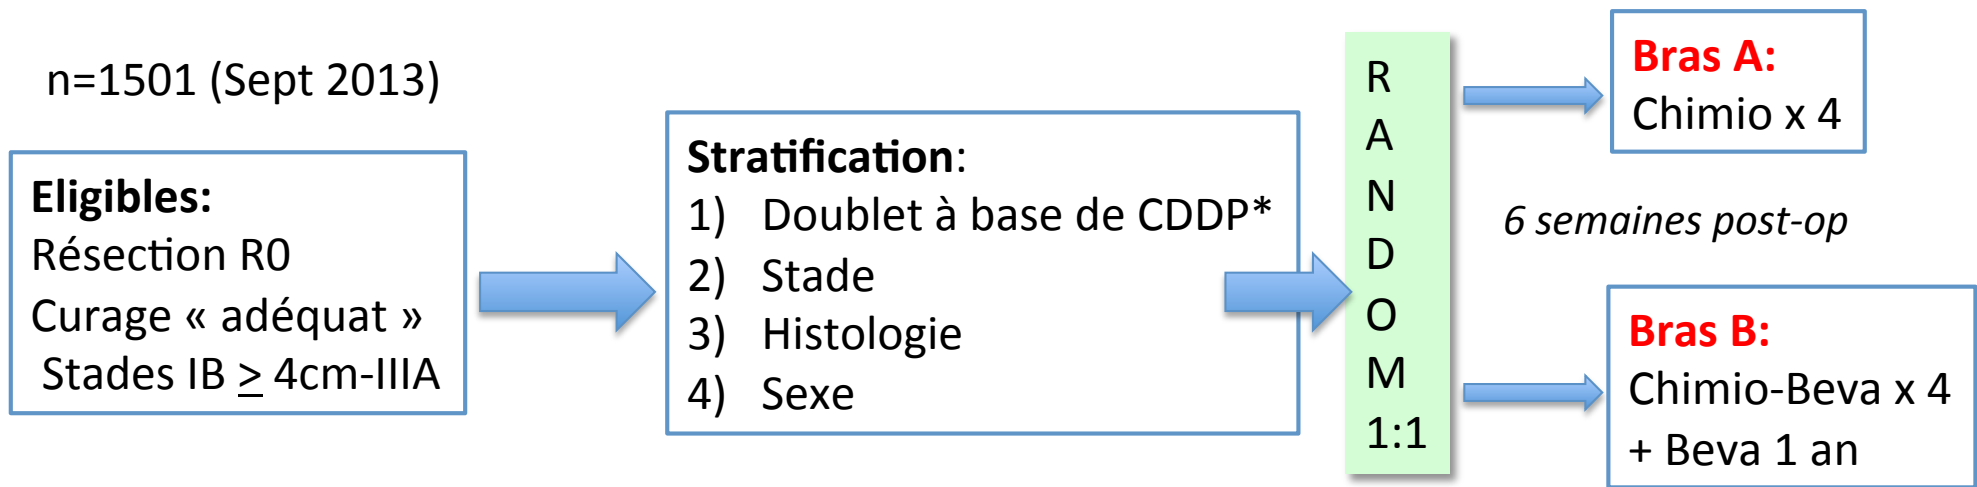 n=1501 (Sept 2013)
Eligibles:
Résection R0
Curage « adéquat »
Stades IB ≥ 4cm-IIIA
Stratification:
1) Doublet à base de CDDP*
2) Stade
3) Histologie
4) Sexe
R
A
N
D
O
M
1:1
Bras A:
Chimio x 4
6 semaines post-op
Bras B:
Chimio-Beva x 4
+ Beva 1 an